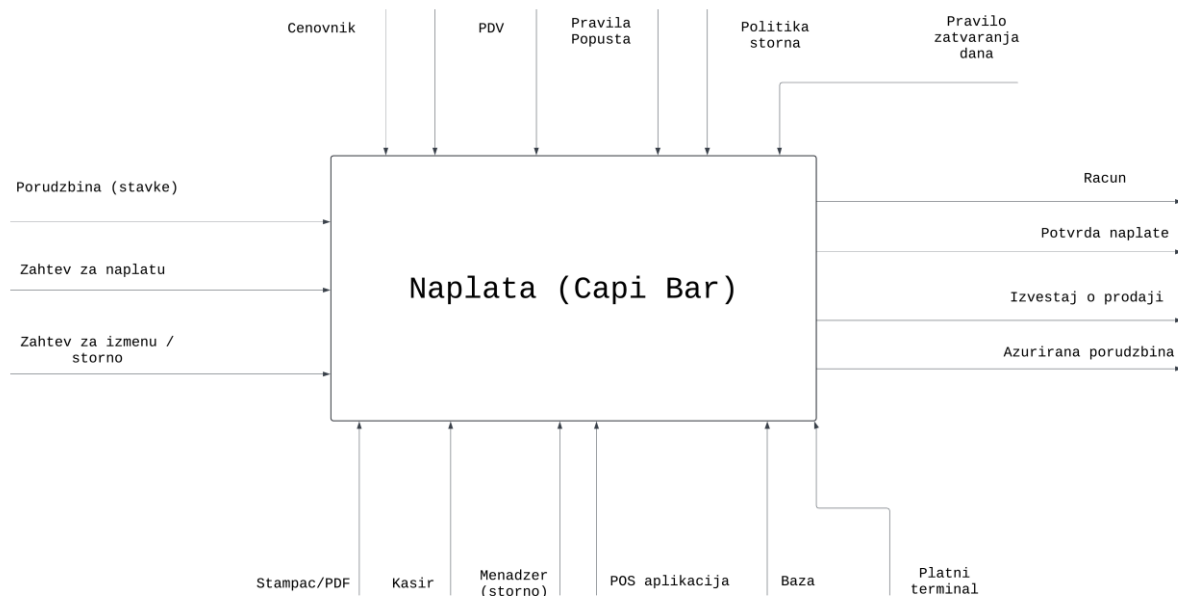 Cenovnik
PDV
Pravila
Popusta
Politika
storna
Pravilo
zatvaranja
dana
Porudzbina (stavke)
Zahtev za naplatu
Zahtev za izmenu /
storno
Naplata (Capi Bar)
Racun
Potvrda naplate
Izvestaj o prodaji
Azurirana porudzbina
Stampac/PDF
Kasir
Menadzer
(storno)
POS aplikacija
Baza
Platni
terminal